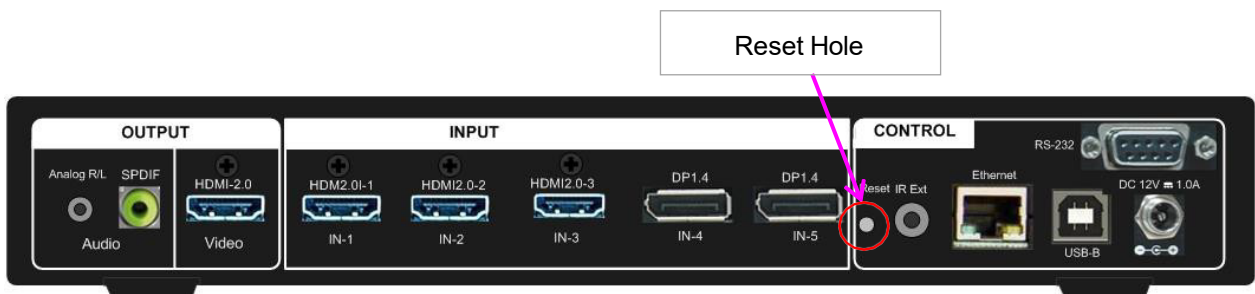 Reset Hole
OUTPUT
INPUT
CONTROL
Analog R/L
SPDIF
Audio
HDMI-2.0
Video
HDM2.0I-1
IN-1
HDMI2.0-2
IN-2
HDMI2.0-3
IN-3
DP1.4
IN-4
DP1.4
IN-5
Reset
IR Ext
Ethernet
RS-232
USB-B
DC 12V ⎓ 1.0A